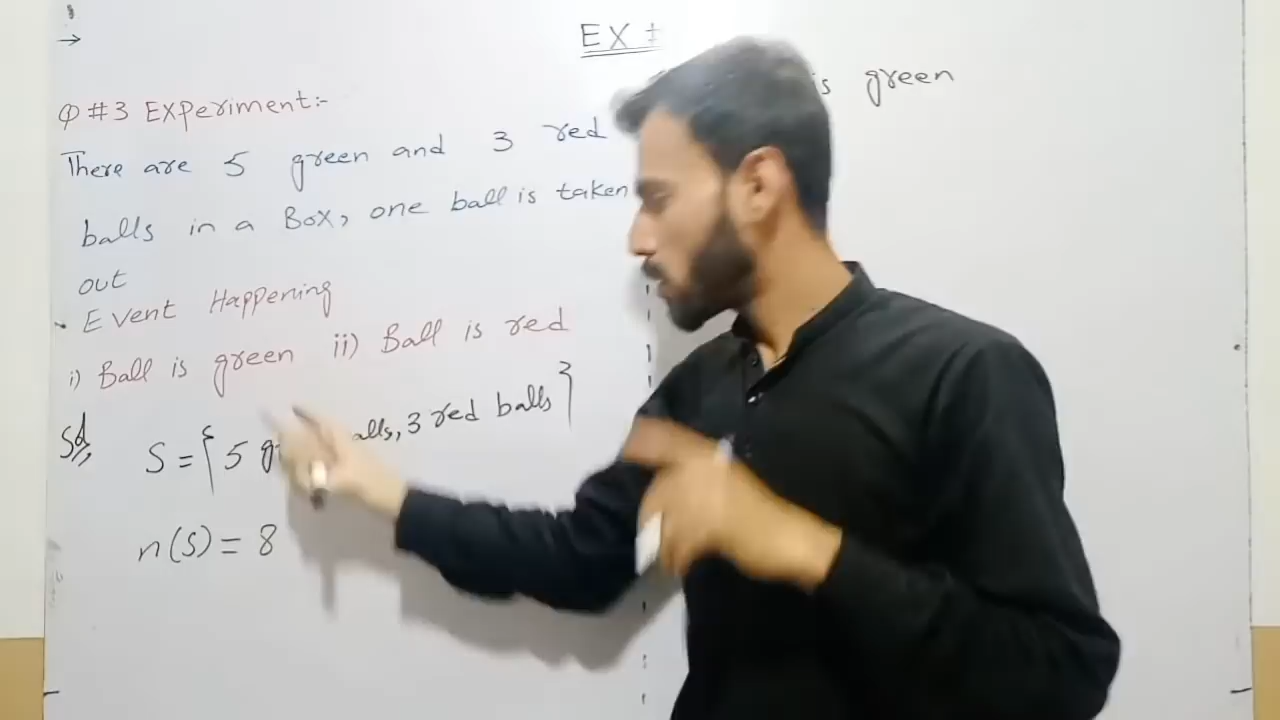 EX
is green
Q #3 Experiment:-
There are 5 green and 3 red
balls in a Box, one ball is taken
out
Event Happening
i) Ball is green ii) Ball is red
Sol
S = { 5 balls, 3 red balls }
n(S) = 8